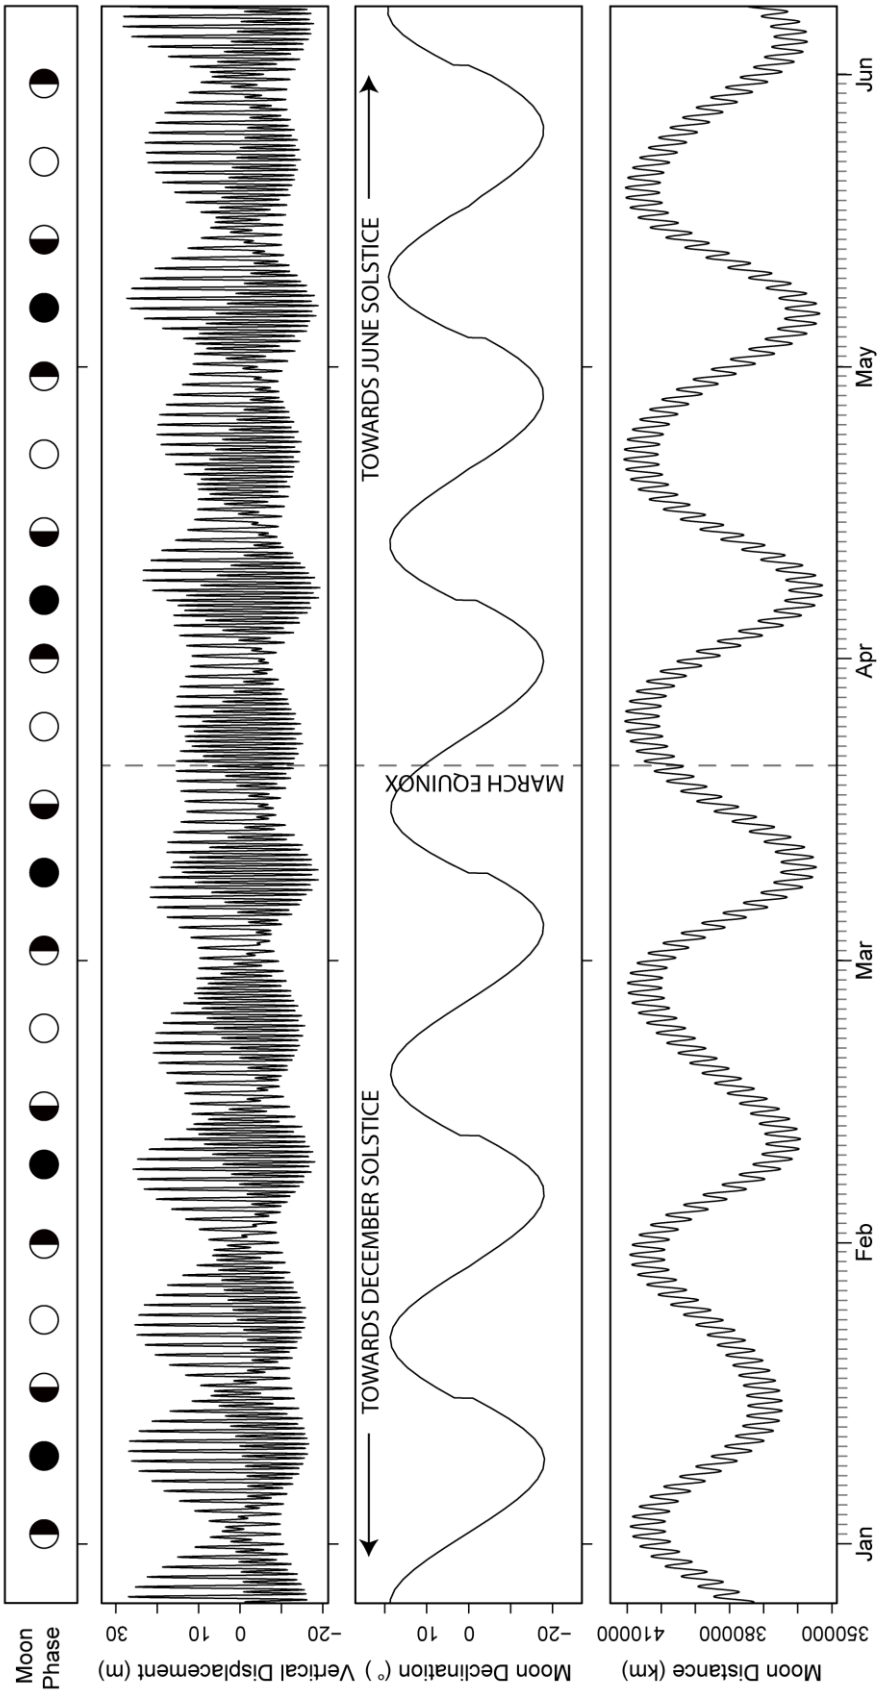 Moon
Phase
Vertical Displacement (m)
30
10
0
−20
Moon Declination (°)
10
0
−20
TOWARDS DECEMBER SOLSTICE
MARCH EQUINOX
TOWARDS JUNE SOLSTICE
Moon Distance (km)
410000
380000
350000
Jan
Feb
Mar
Apr
May
Jun